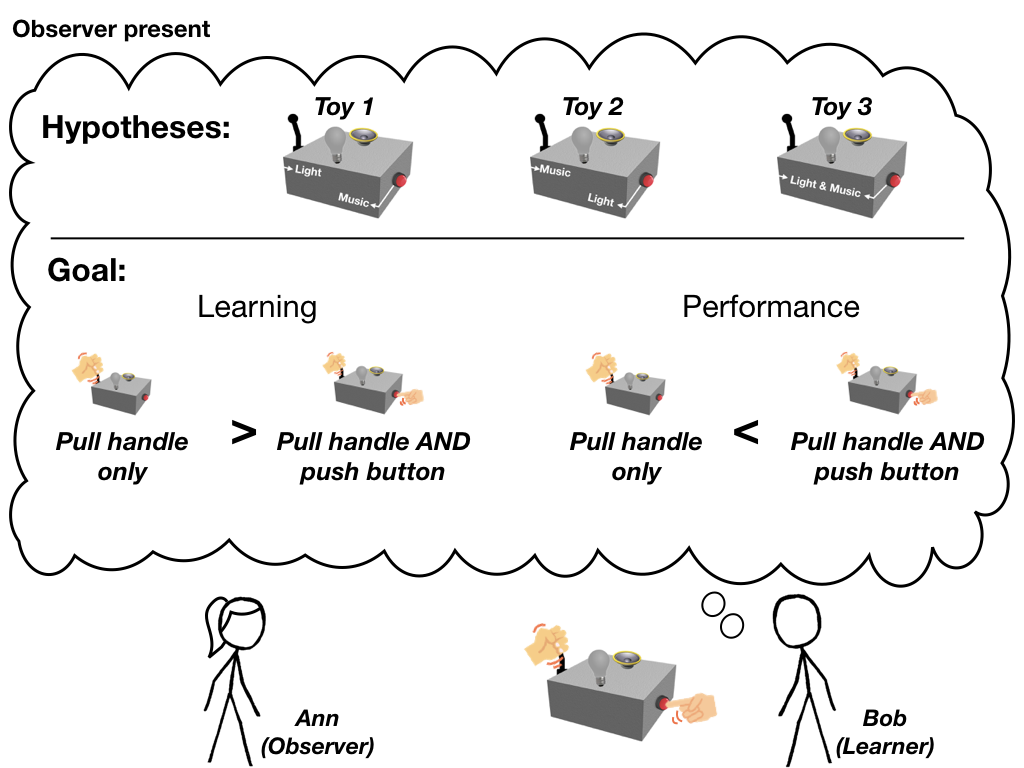 Observer present
Hypotheses:
Toy 1
Toy 2
Toy 3
Light
Music
Music
Light
Light & Music
Goal:
Learning
Performance
Pull handle
only
>
Pull handle AND
push button
Pull handle
only
<
Pull handle AND
push button
Ann
(Observer)
Bob
(Learner)